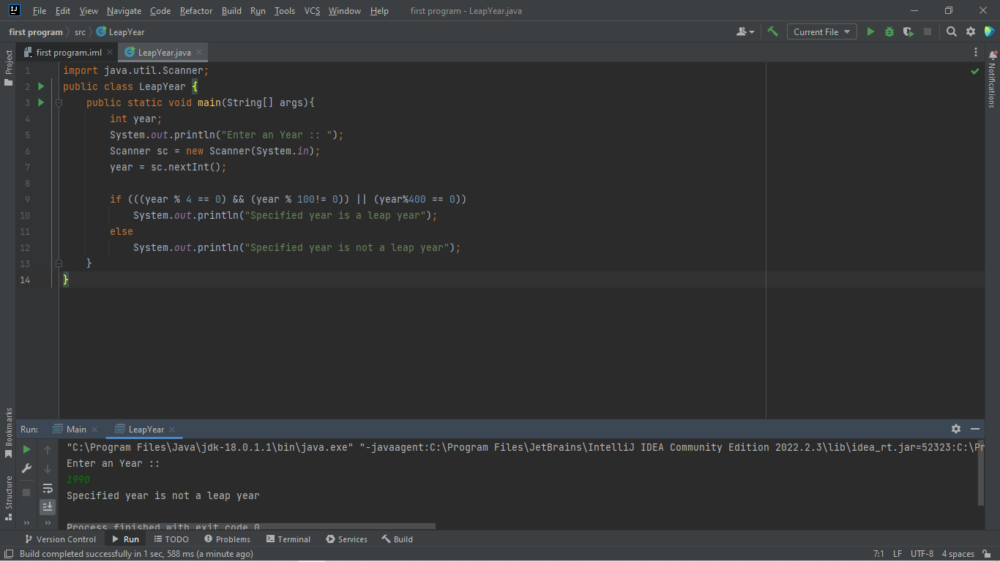 File Edit View Navigate Code Refactor Build Run Tools VCS Window Help first program - LeapYear.java
first program src LeapYear Current File
Project
first program.iml LeapYear.java
Notifications
1 import java.util.Scanner;
2 public class LeapYear {
3 public static void main(String[] args){
4 int year;
5 System.out.println("Enter an Year :: ");
6 Scanner sc = new Scanner(System.in);
7 year = sc.nextInt();
8
9 if (((year % 4 == 0) && (year % 100!= 0)) || (year%400 == 0))
10 System.out.println("Specified year is a leap year");
11 else
12 System.out.println("Specified year is not a leap year");
13 }
14 }
Bookmarks
Structure
Run: Main LeapYear
"C:\Program Files\Java\jdk-18.0.1.1\bin\java.exe" "-javaagent:C:\Program Files\JetBrains\IntelliJ IDEA Community Edition 2022.2.3\lib\idea_rt.jar=52323:C:\Pr
Enter an Year ::
1990
Specified year is not a leap year
Process finished with exit code 0
Version Control Run TODO Problems Terminal Services Build
Build completed successfully in 1 sec, 588 ms (a minute ago) 7:1 LF UTF-8 4 spaces